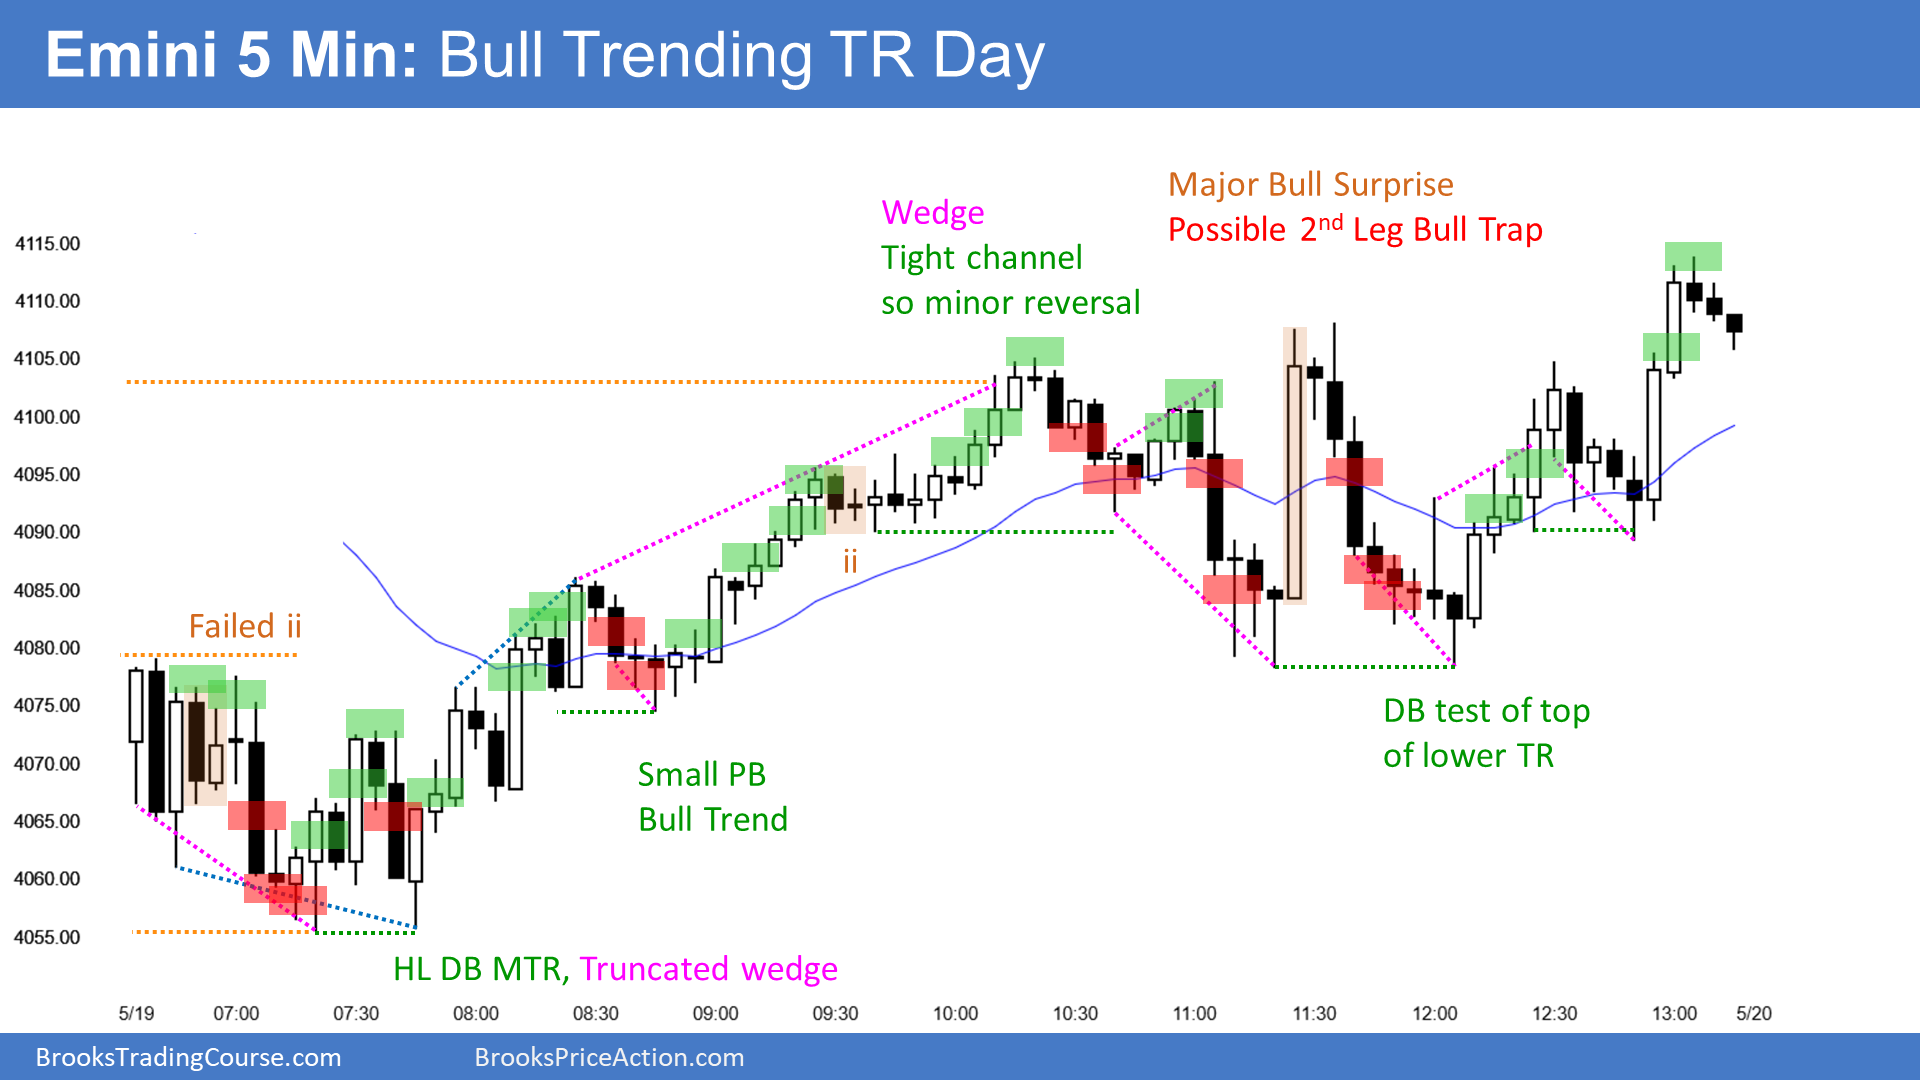 Emini 5 Min: Bull Trending TR Day
Major Bull Surprise
Possible 2nd Leg Bull Trap
Wedge
Tight channel
so minor reversal
4115.00
4110.00
4105.00
4100.00
4095.00
4090.00
4085.00
4080.00
4075.00
4070.00
4065.00
4060.00
4055.00
ii
Failed ii
Small PB
Bull Trend
DB test of top
of lower TR
HL DB MTR, Truncated wedge
5/19 07:00 07:30 08:00 08:30 09:00 09:30 10:00 10:30 11:00 11:30 12:00 12:30 13:00 5/20
BrooksTradingCourse.com BrooksPriceAction.com